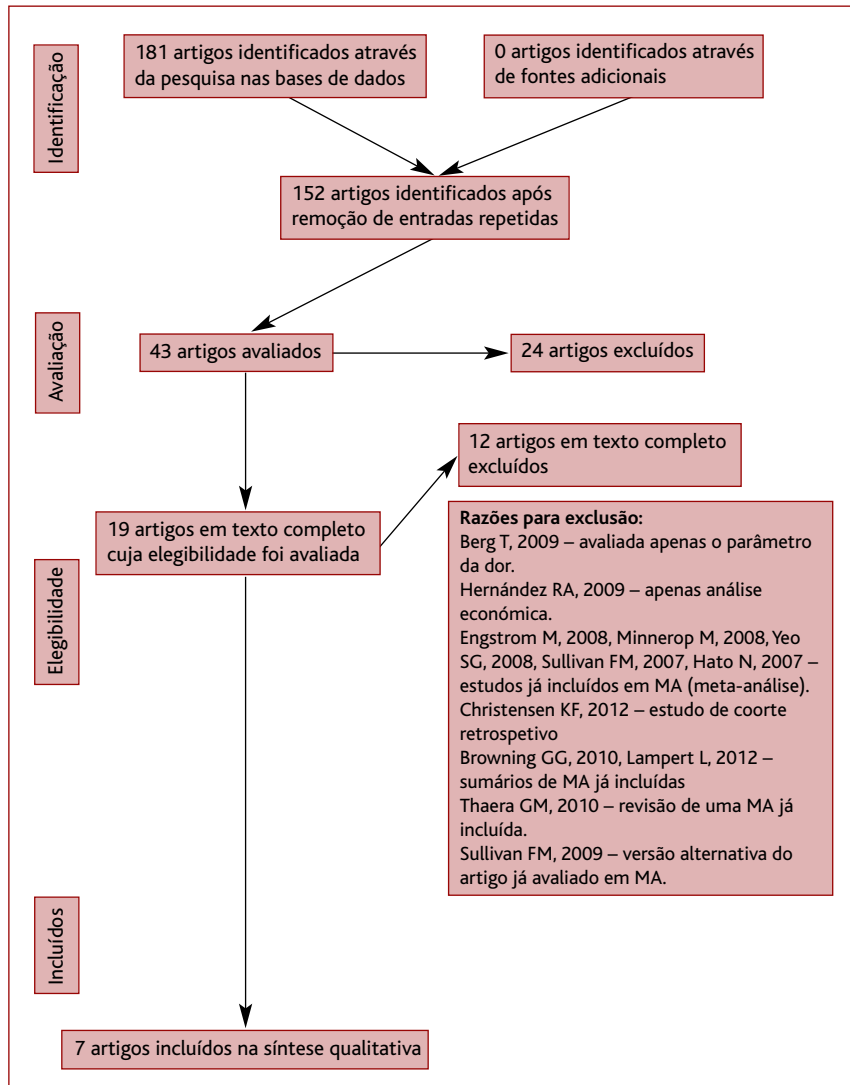 Identificação
181 artigos identificados através
da pesquisa nas bases de dados
0 artigos identificados através
de fontes adicionais
152 artigos identificados após
remoção de entradas repetidas
Avaliação
43 artigos avaliados
24 artigos excluídos
12 artigos em texto completo
excluídos
Elegibilidade
19 artigos em texto completo
cuja elegibilidade foi avaliada
Razões para exclusão:
Berg T, 2009 – avaliada apenas o parâmetro
da dor.
Hernández RA, 2009 – apenas análise
económica.
Engstrom M, 2008, Minnerop M, 2008, Yeo
SG, 2008, Sullivan FM, 2007, Hato N, 2007 –
estudos já incluídos em MA (meta-análise).
Christensen KF, 2012 – estudo de coorte
retrospetivo
Browning GG, 2010, Lampert L, 2012 –
sumários de MA já incluídas
Thaera GM, 2010 – revisão de uma MA já
incluída.
Sullivan FM, 2009 – versão alternativa do
artigo já avaliado em MA.
Incluídos
7 artigos incluídos na síntese qualitativa